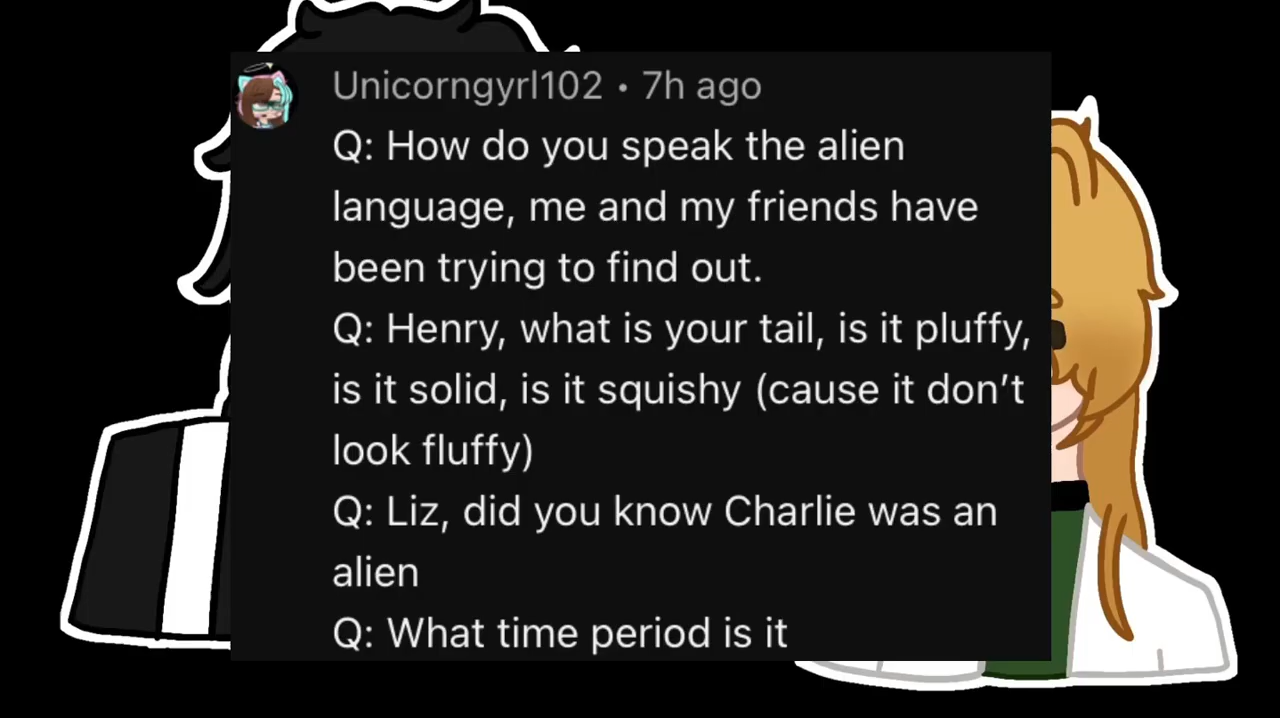 Unicorngyrl102 • 7h ago
Q: How do you speak the alien
language, me and my friends have
been trying to find out.
Q: Henry, what is your tail, is it pluffy,
is it solid, is it squishy (cause it don’t
look fluffy)
Q: Liz, did you know Charlie was an
alien
Q: What time period is it